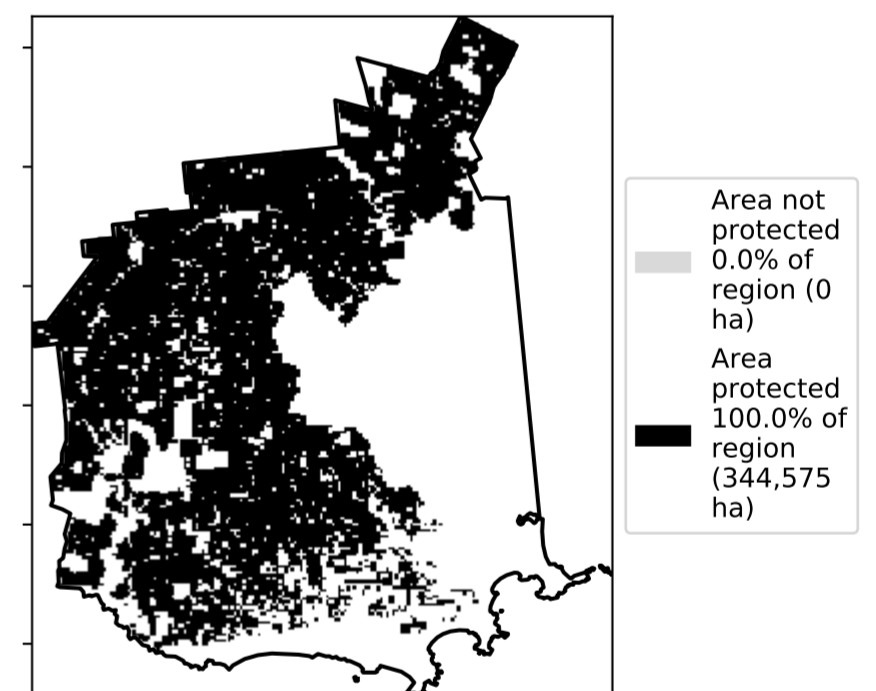 Area not
protected
0.0% of
region (0
ha)
Area
protected
100.0% of
region
(344,575
ha)